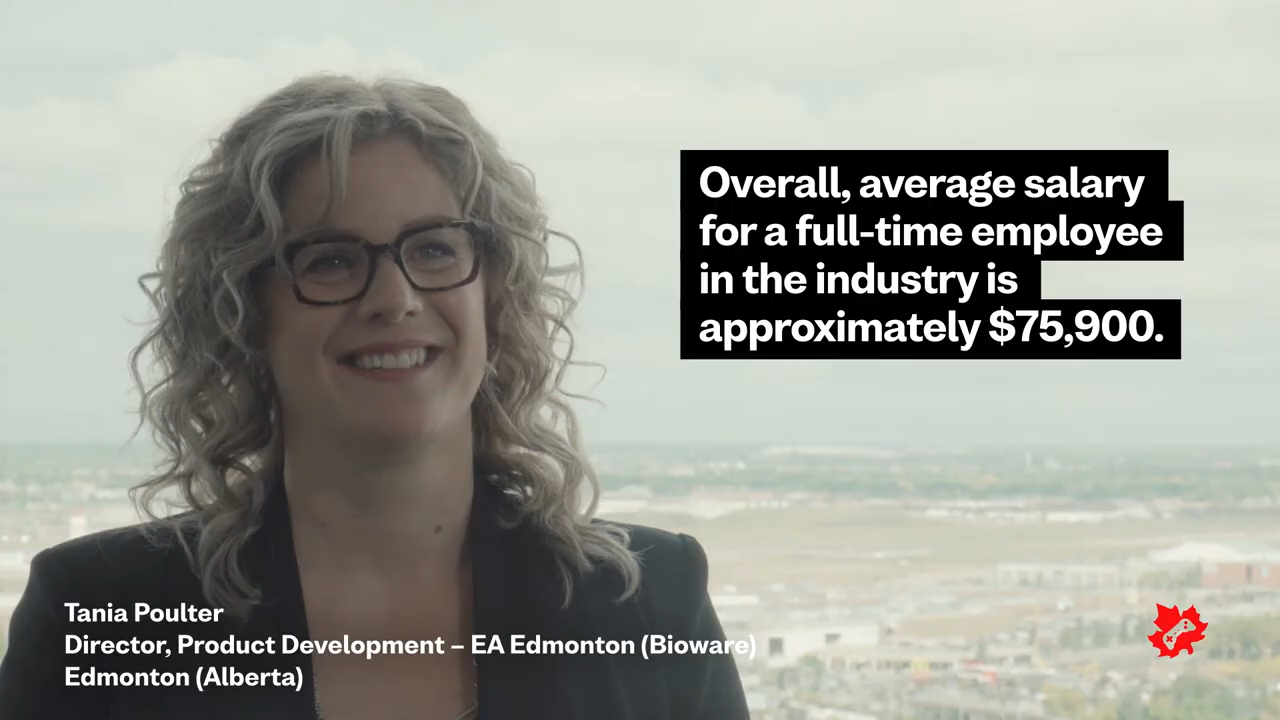 Overall, average salary
for a full-time employee
in the industry is
approximately $75,900.
Tania Poulter
Director, Product Development – EA Edmonton (Bioware)
Edmonton (Alberta)